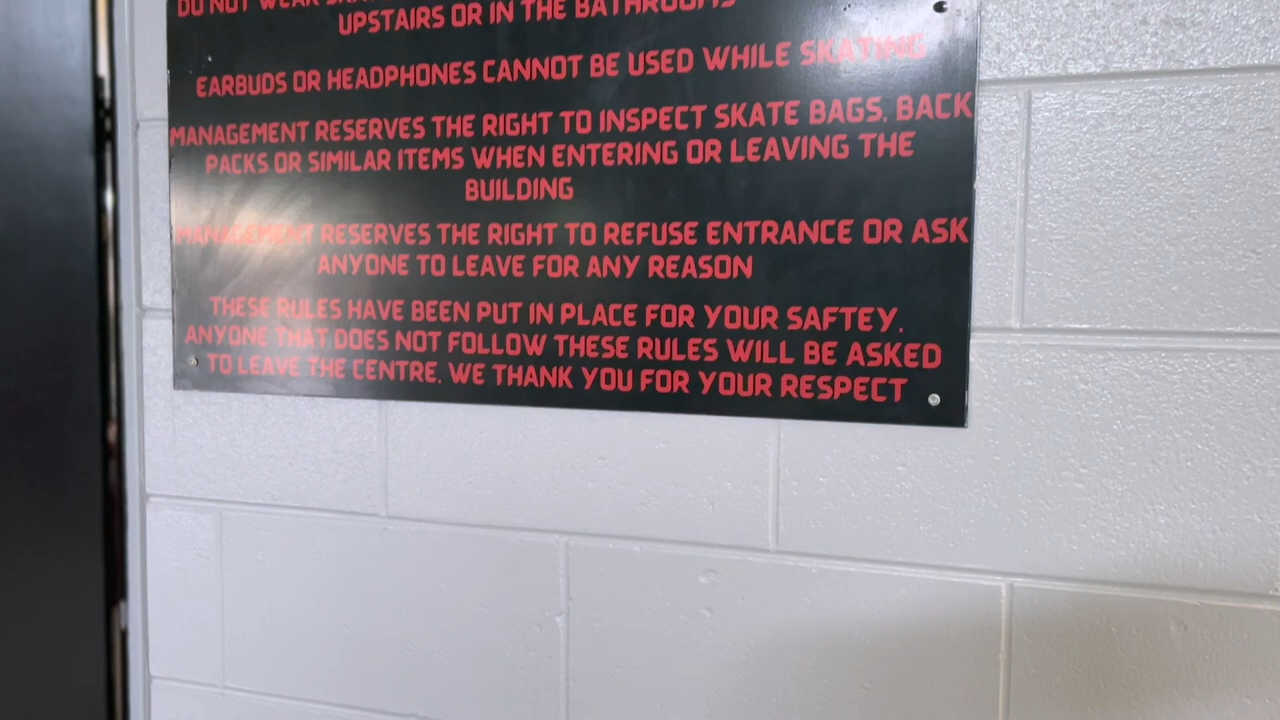 DO NOT WEAR
UPSTAIRS OR IN THE BATHROOMS
EARBUDS OR HEADPHONES CANNOT BE USED WHILE SKATING
MANAGEMENT RESERVES THE RIGHT TO INSPECT SKATE BAGS, BACK
PACKS OR SIMILAR ITEMS WHEN ENTERING OR LEAVING THE
BUILDING
MANAGEMENT RESERVES THE RIGHT TO REFUSE ENTRANCE OR ASK
ANYONE TO LEAVE FOR ANY REASON
THESE RULES HAVE BEEN PUT IN PLACE FOR YOUR SAFTEY.
ANYONE THAT DOES NOT FOLLOW THESE RULES WILL BE ASKED
TO LEAVE THE CENTRE. WE THANK YOU FOR YOUR RESPECT